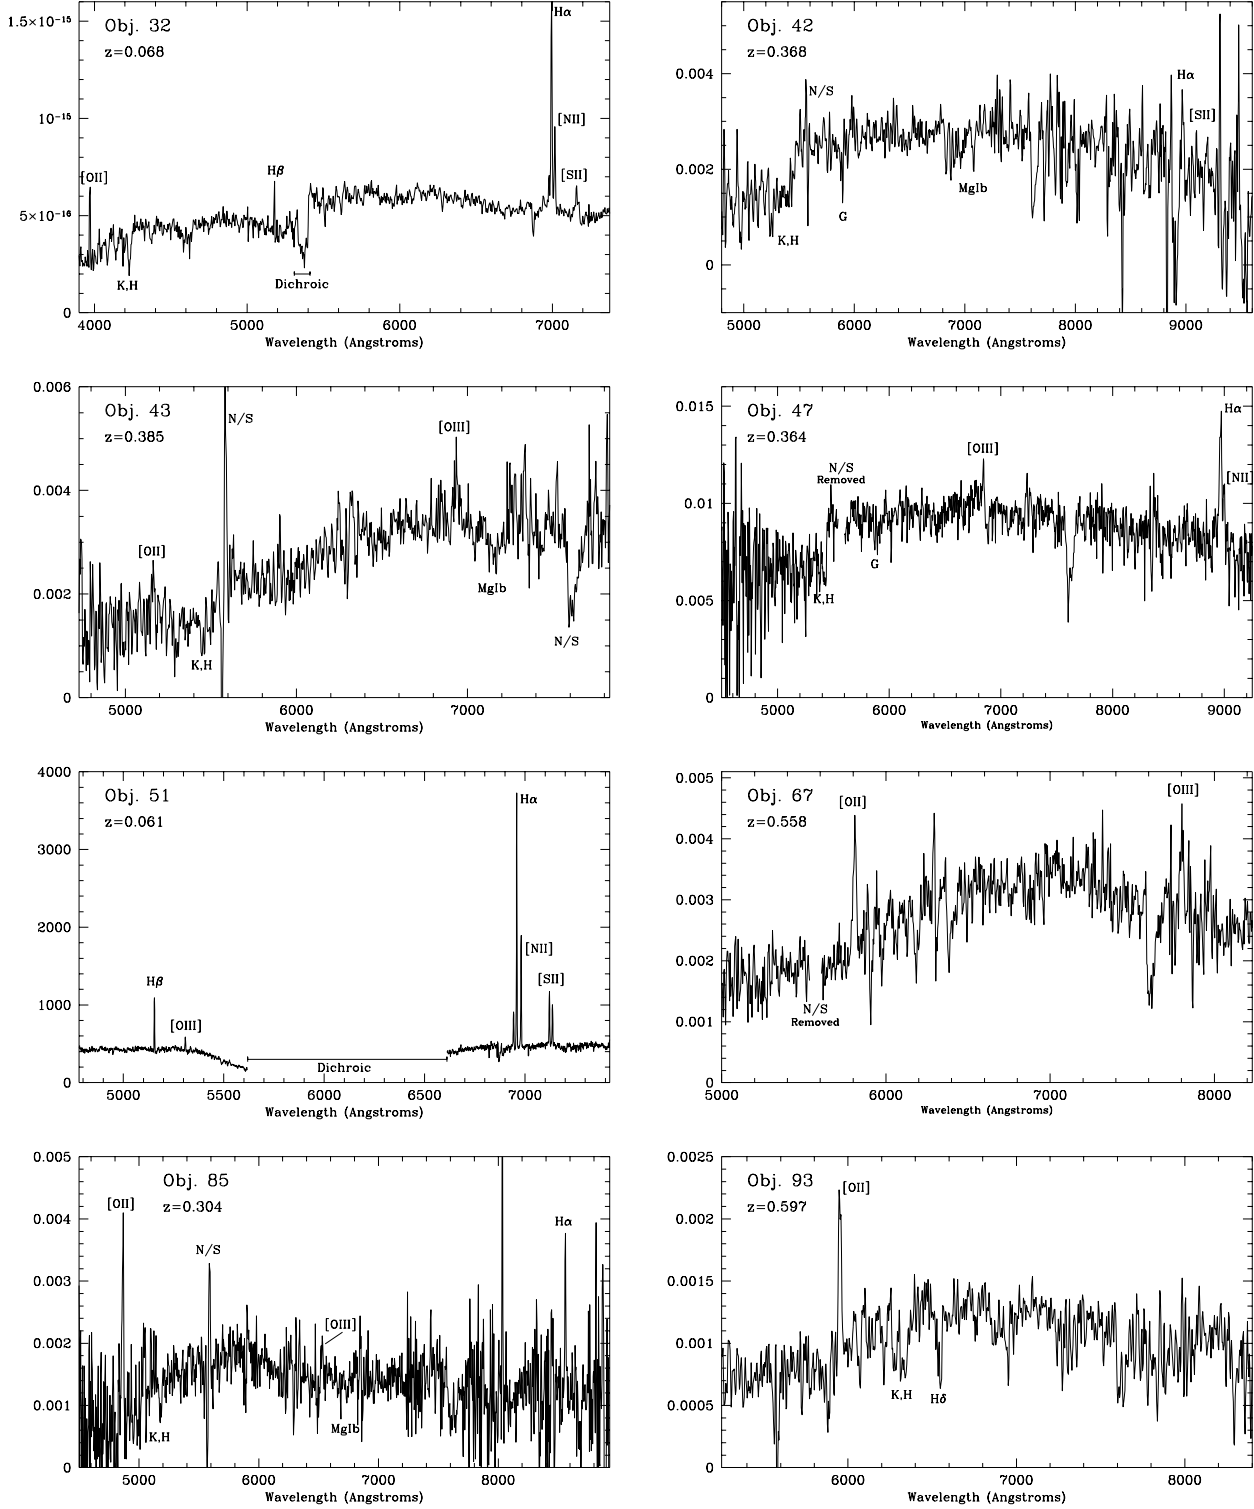 Obj. 32
z=0.068
1.5×10⁻¹⁵
10⁻¹⁵
5×10⁻¹⁶
0
[OII]
K,H
Hβ
Dichroic
Hα
[NII]
[SII]
4000 5000 6000 7000
Wavelength (Angstroms)
Obj. 42
z=0.368
0.004
0.002
0
N/S
K,H
G
MgIb
Hα
[SII]
5000 6000 7000 8000 9000
Wavelength (Angstroms)
Obj. 43
z=0.385
0.006
0.004
0.002
0
[OII]
K,H
N/S
[OIII]
MgIb
N/S
5000 6000 7000
Wavelength (Angstroms)
Obj. 47
z=0.364
0.015
0.01
0.005
0
N/S
Removed
K,H
G
[OIII]
Hα
[NII]
5000 6000 7000 8000 9000
Wavelength (Angstroms)
Obj. 51
z=0.061
4000
3000
2000
1000
0
Hβ
[OIII]
Dichroic
Hα
[NII]
[SII]
5000 5500 6000 6500 7000
Wavelength (Angstroms)
Obj. 67
z=0.558
0.005
0.004
0.003
0.002
0.001
0
[OII]
N/S
Removed
[OIII]
5000 6000 7000 8000
Wavelength (Angstroms)
Obj. 85
z=0.304
0.005
0.004
0.003
0.002
0.001
0
[OII]
K,H
N/S
[OIII]
MgIb
Hα
5000 6000 7000 8000
Wavelength (Angstroms)
Obj. 93
z=0.597
0.0025
0.002
0.0015
0.001
0.0005
0
[OII]
K,H
Hδ
6000 7000 8000
Wavelength (Angstroms)